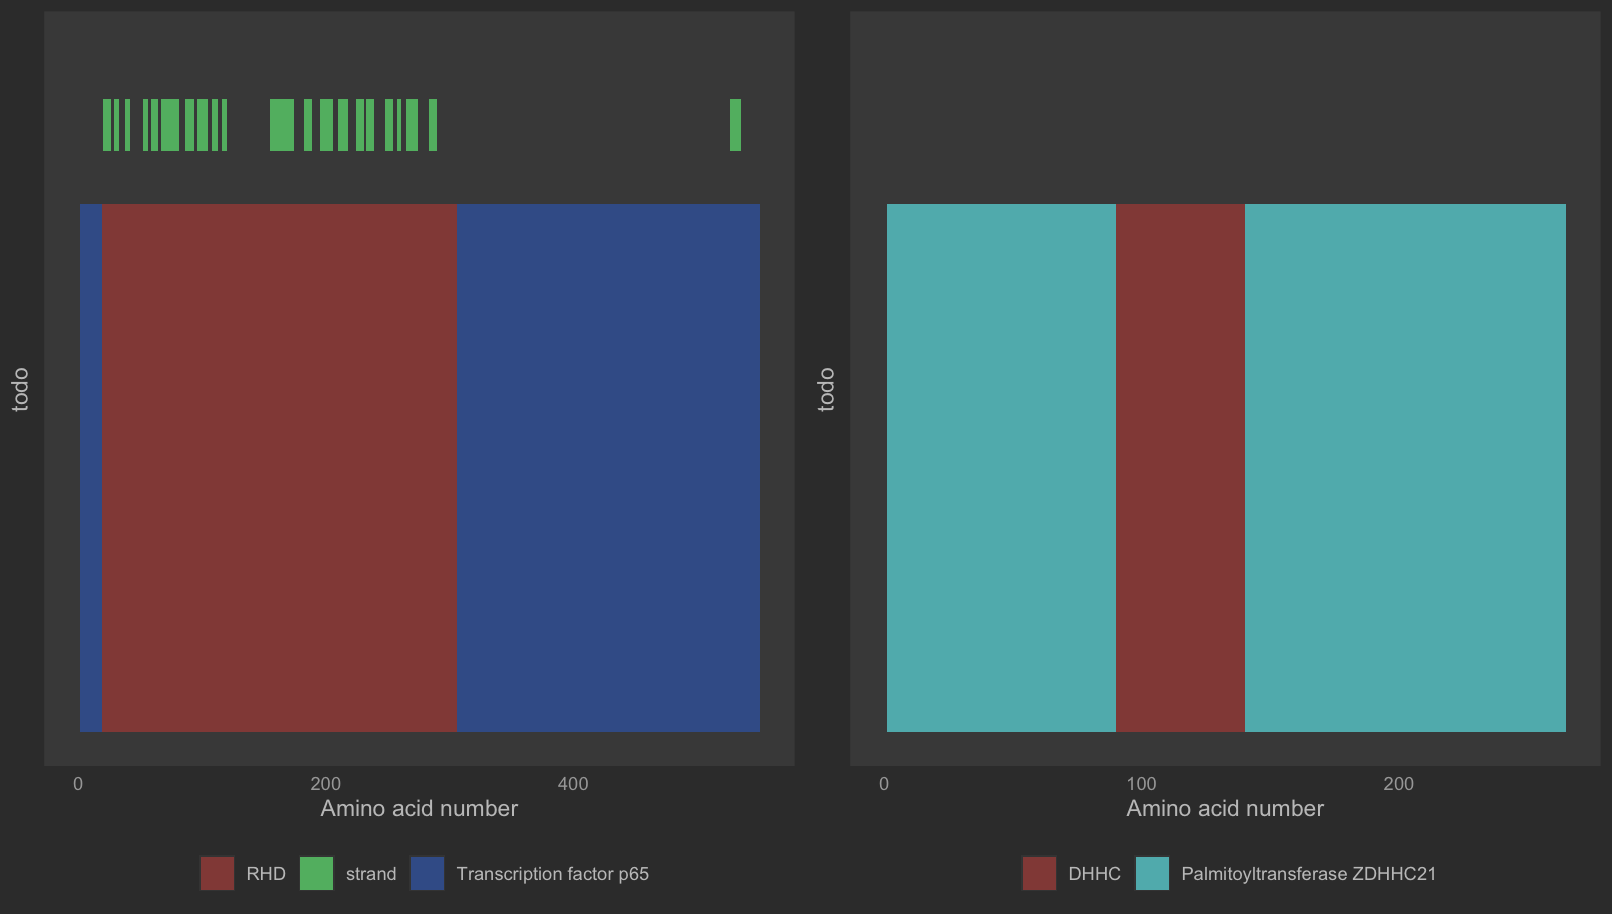 todo
0 200 400
Amino acid number
RHD strand Transcription factor p65
todo
0 100 200
Amino acid number
DHHC Palmitoyltransferase ZDHHC21